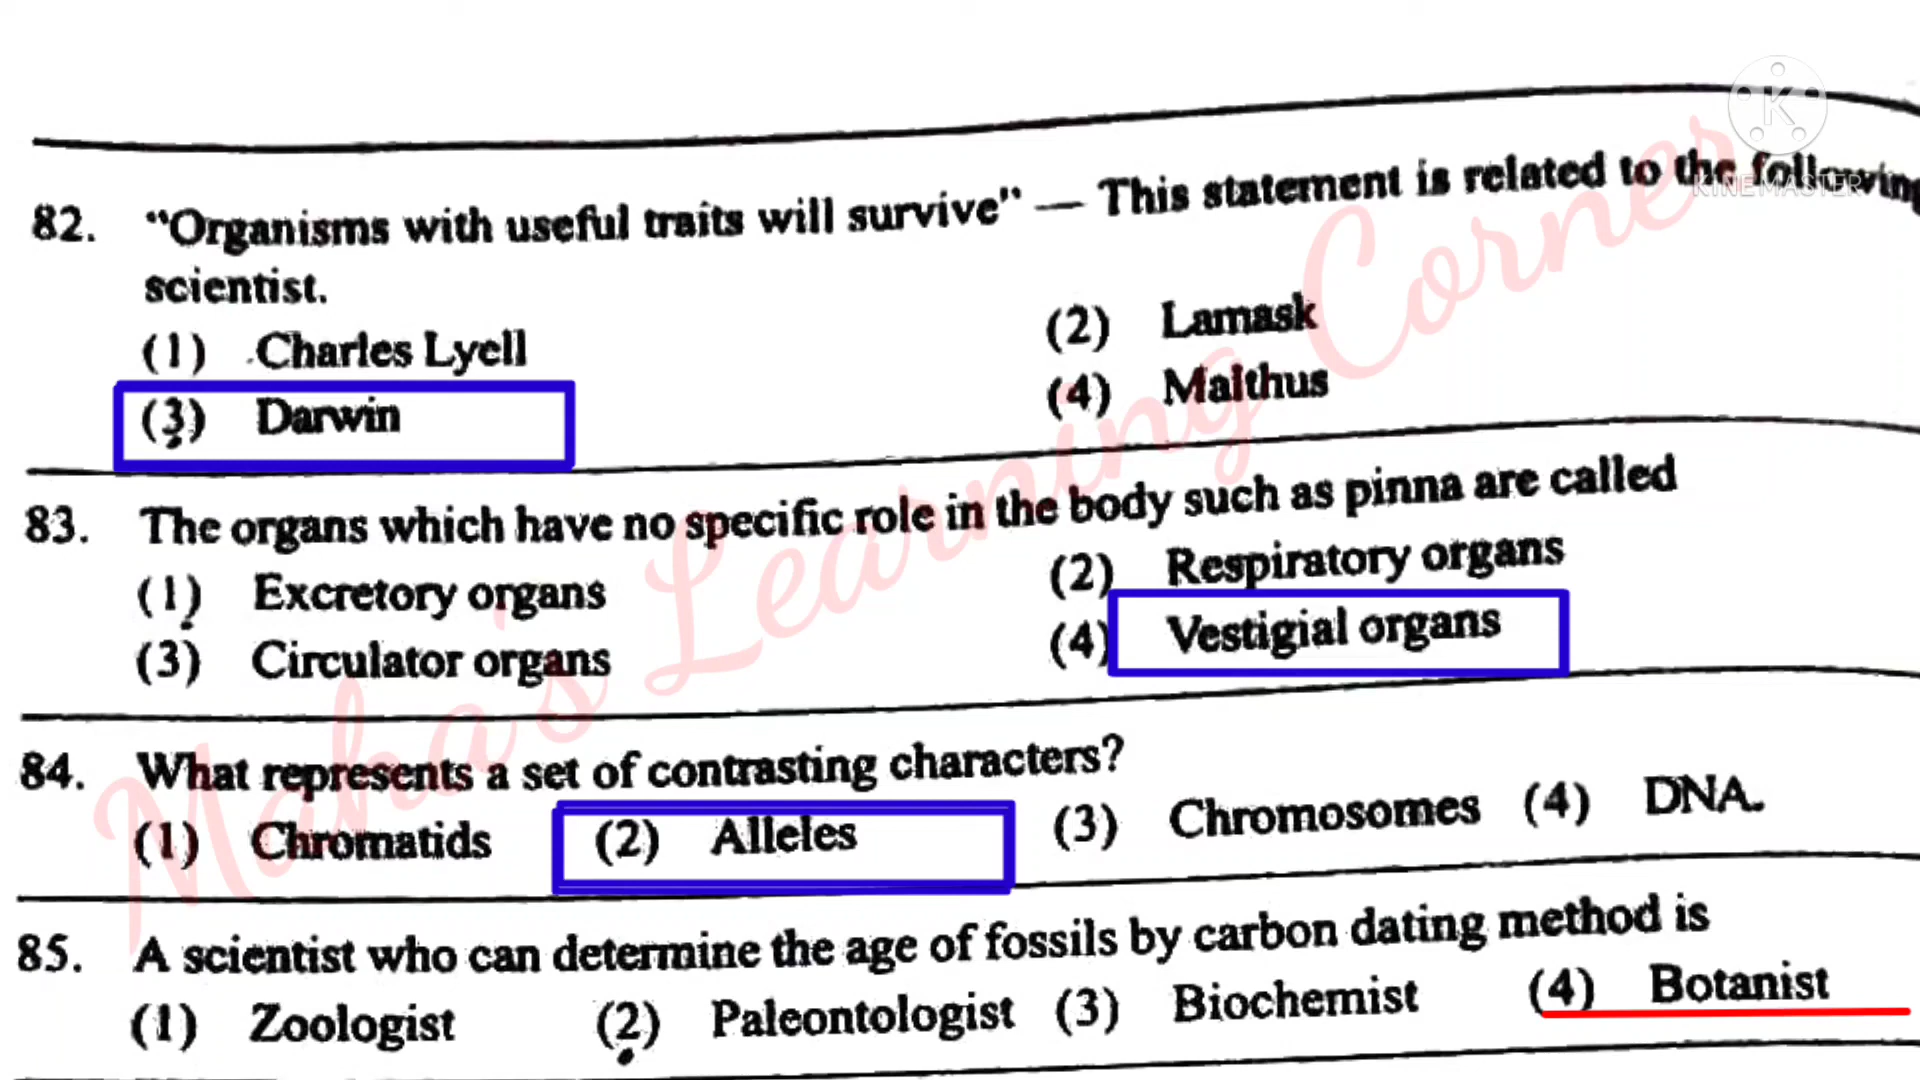 KINEMASTER
82. "Organisms with useful traits will survive" — This statement is related to the following
scientist.
(1) Charles Lyell (2) Lamask
(3) Darwin (4) Malthus
83. The organs which have no specific role in the body such as pinna are called
(1) Excretory organs (2) Respiratory organs
(3) Circulator organs (4) Vestigial organs
84. What represents a set of contrasting characters?
(1) Chromatids (2) Alleles (3) Chromosomes (4) DNA.
85. A scientist who can determine the age of fossils by carbon dating method is
(1) Zoologist (2) Paleontologist (3) Biochemist (4) Botanist
Maha's Learning Corner